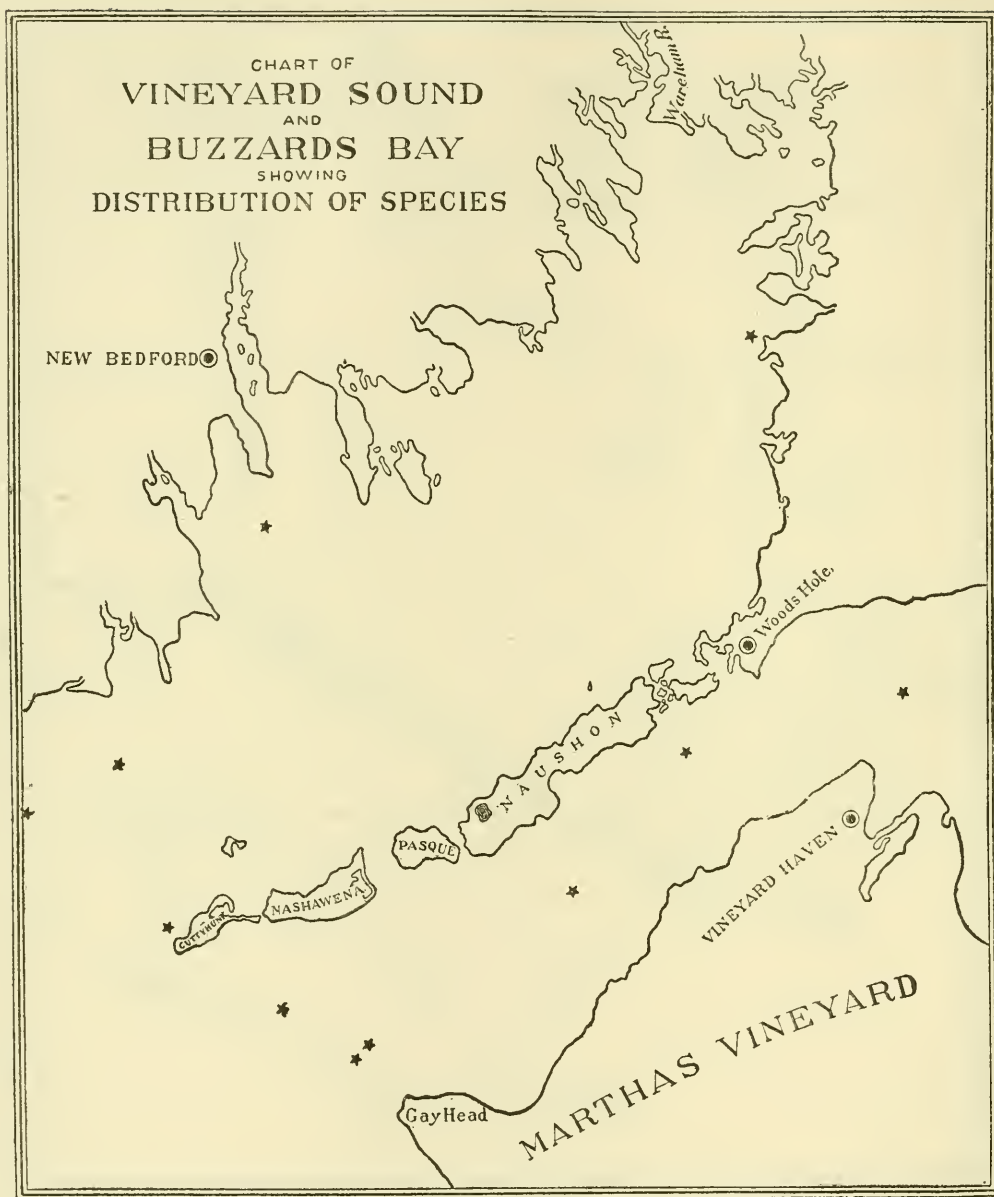 CHART OF
VINEYARD SOUND
AND
BUZZARDS BAY
SHOWING
DISTRIBUTION OF SPECIES
Wareham R.
NEW BEDFORD
Woods Hole.
NAUSHON
PASQUE
NASHAWENA
CUTTYHUNK
VINEYARD HAVEN
MARTHAS VINEYARD
Gay Head